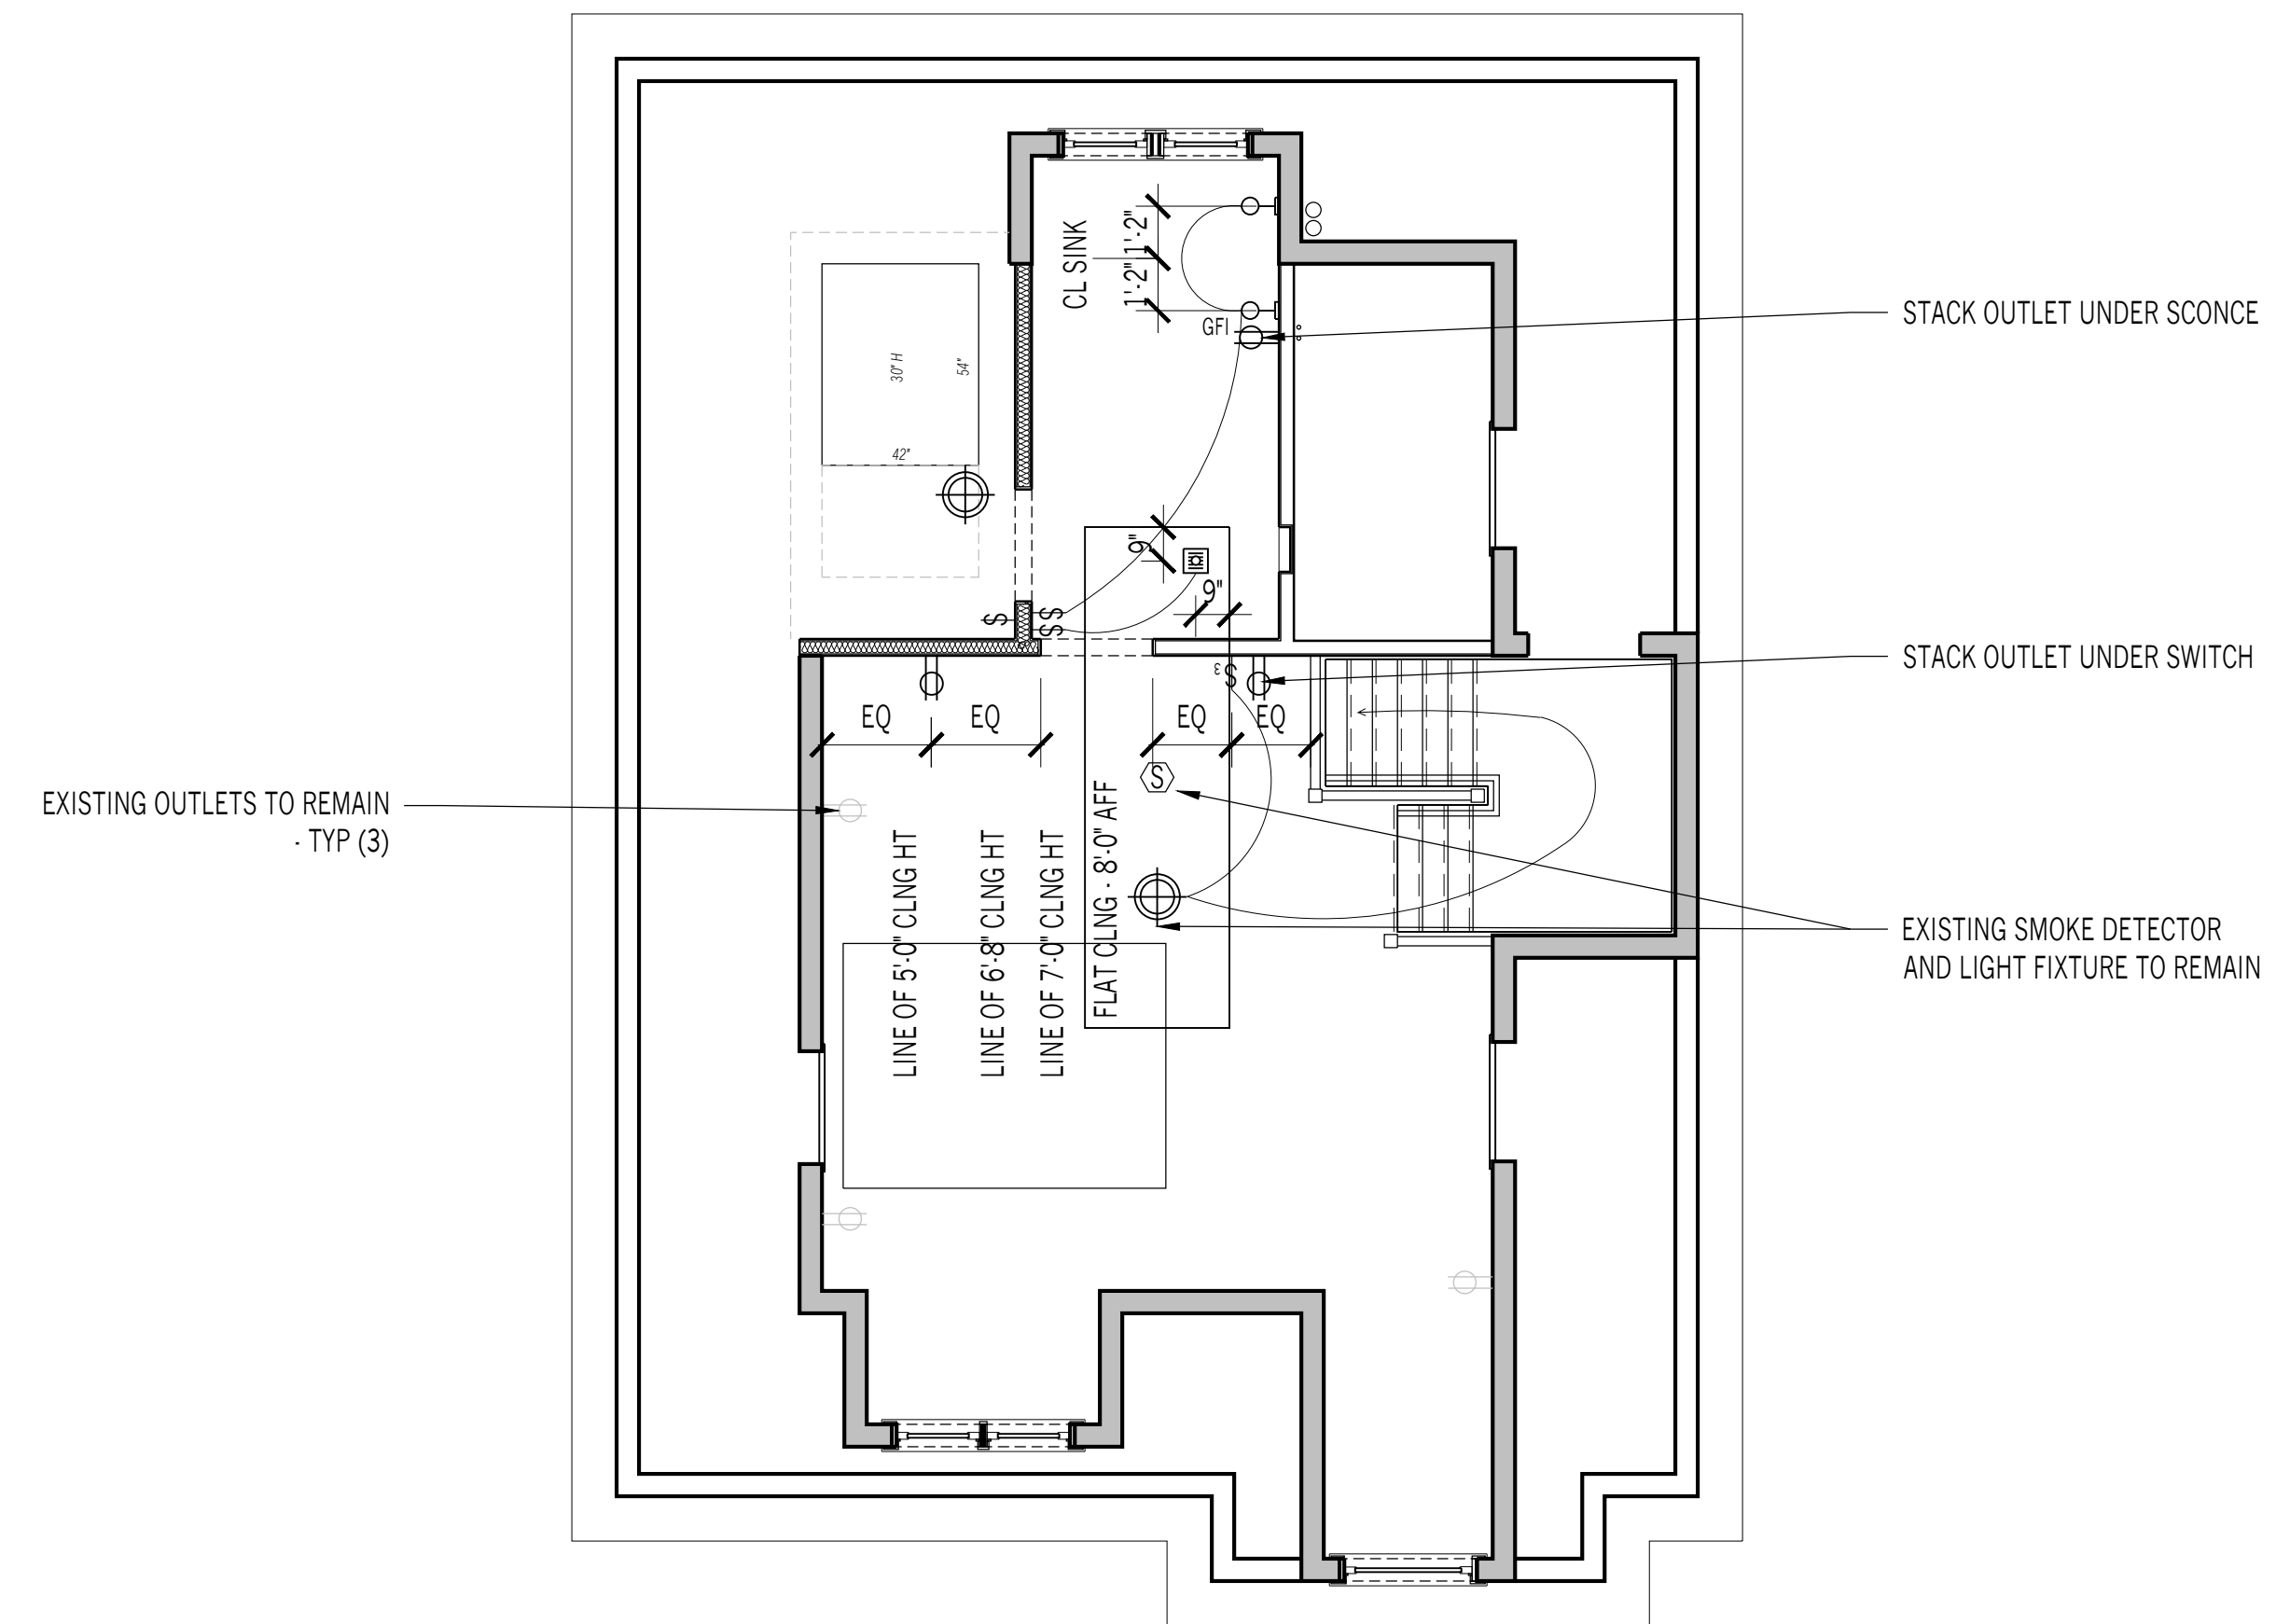 CL SINK
1'-2"
1'-2"
GFI
STACK OUTLET UNDER SCONCE
30" H
54"
42"
9"
9"
S
SS
S3
STACK OUTLET UNDER SWITCH
EQ
EQ
EQ
EQ
S
EXISTING OUTLETS TO REMAIN
- TYP (3)
LINE OF 5'-0" CLNG HT
LINE OF 6'-8" CLNG HT
LINE OF 7'-0" CLNG HT
FLAT CLNG - 8'-0" AFF
EXISTING SMOKE DETECTOR
AND LIGHT FIXTURE TO REMAIN